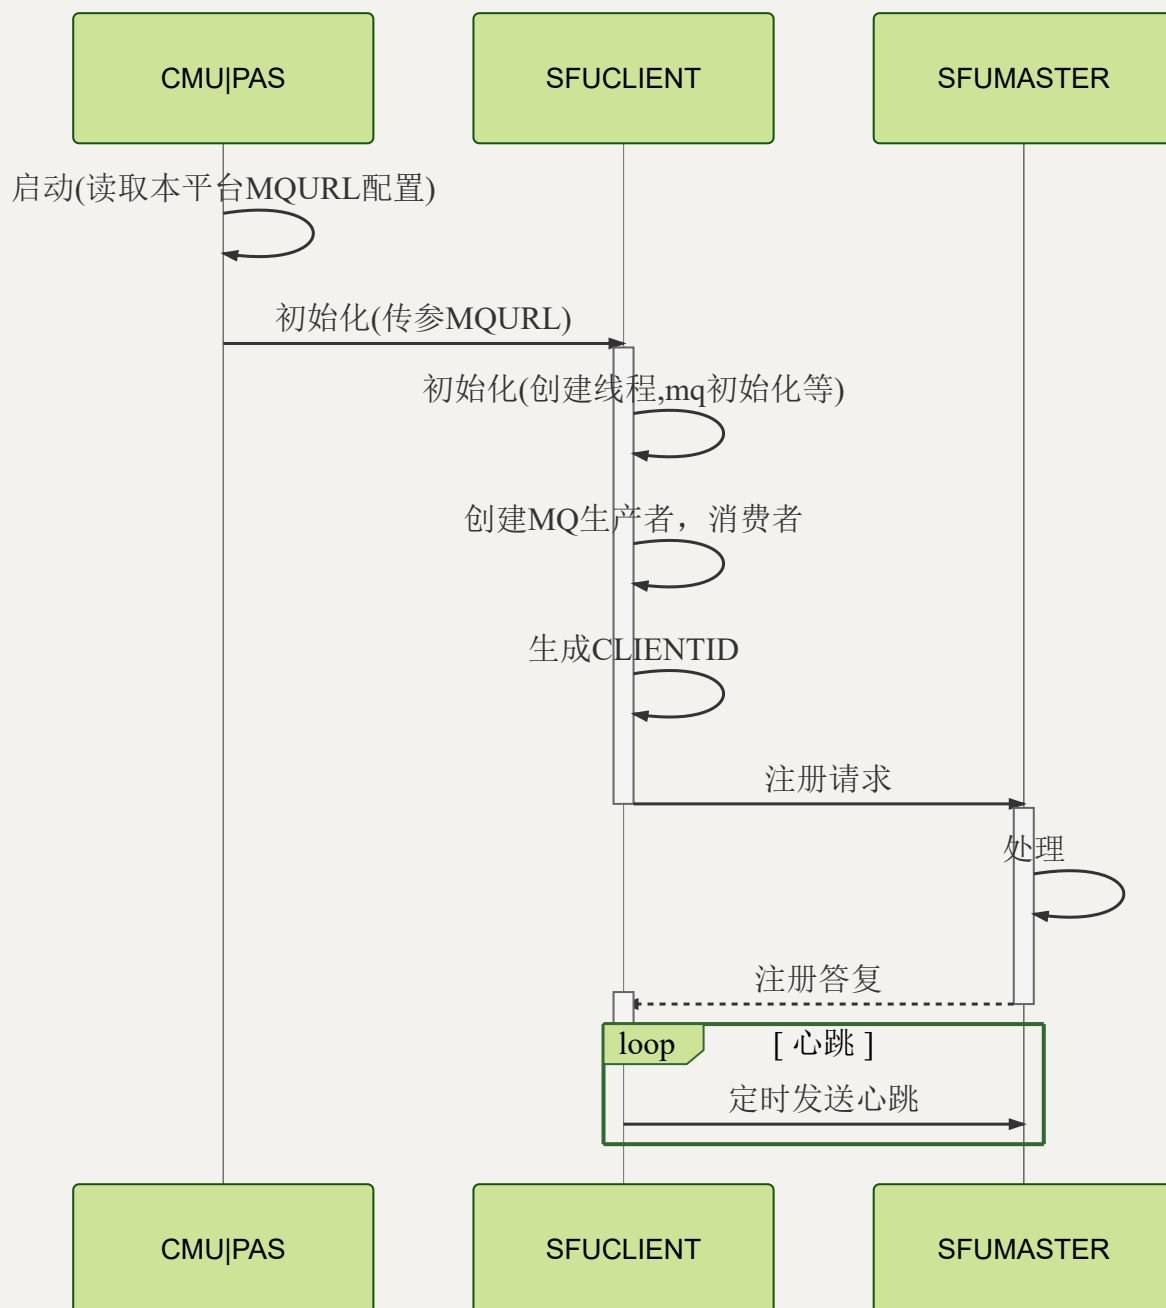 CMU|PAS
SFUCLIENT
SFUMASTER
启动(读取本平台MQURL配置)
初始化(传参MQURL)
初始化(创建线程,mq初始化等)
创建MQ生产者，消费者
生成CLIENTID
注册请求
处理
注册答复
loop
[ 心跳 ]
定时发送心跳
CMU|PAS
SFUCLIENT
SFUMASTER